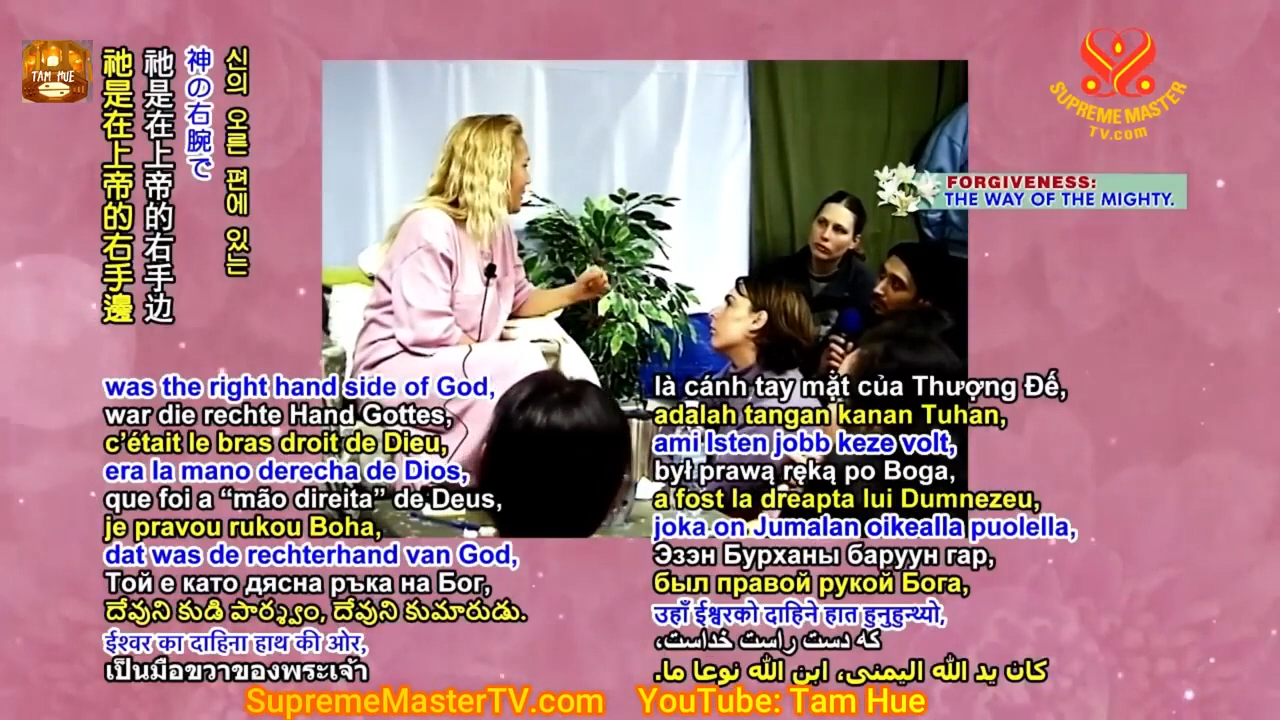 TAM HUE
祂是在上帝的右手邊
祂是在上帝的右手边
神の右腕で
신의 오른 편에 있는
SUPREME MASTER
TV.com
FORGIVENESS:
THE WAY OF THE MIGHTY.
was the right hand side of God,
war die rechte Hand Gottes,
c’était le bras droit de Dieu,
era la mano derecha de Dios,
que foi a “mão direita” de Deus,
je pravou rukou Boha,
dat was de rechterhand van God,
Той е като дясна ръка на Бог,
దేవుని కుడి పార్శ్వం, దేవుని కుమారుడు.
ईश्वर का दाहिना हाथ की ओर,
เป็นมือขวาของพระเจ้า
là cánh tay mặt của Thượng Đế,
adalah tangan kanan Tuhan,
ami Isten jobb keze volt,
był prawą ręką po Boga,
a fost la dreapta lui Dumnezeu,
joka on Jumalan oikealla puolella,
Эзэн Бурханы баруун гар,
был правой рукой Бога,
उहाँ ईश्वरको दाहिने हात हुनुहुन्थ्यो,
که دست راست خداست،
كان يد الله اليمنى، ابن الله نوعا ما.
SupremeMasterTV.com YouTube: Tam Hue